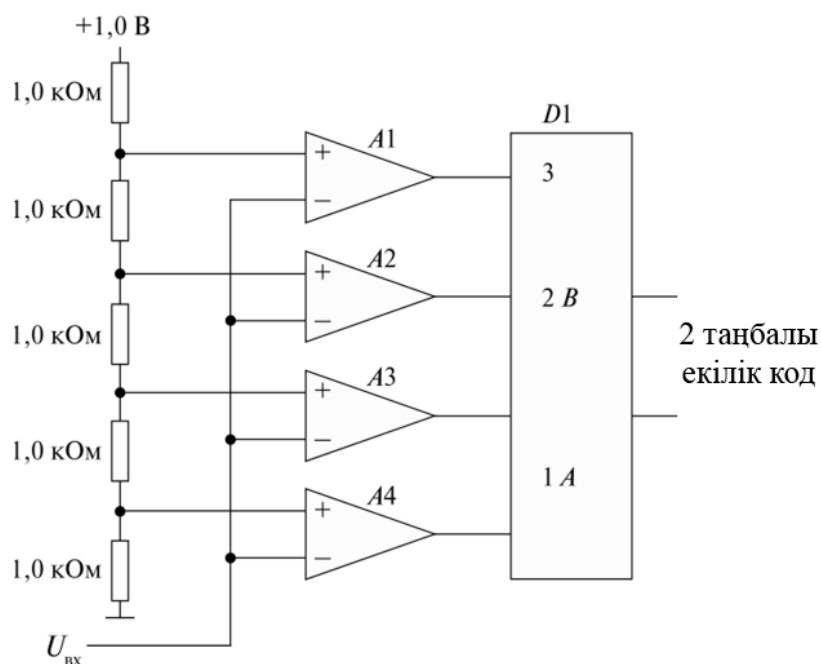 +1,0 В
1,0 кОм
1,0 кОм
1,0 кОм
1,0 кОм
1,0 кОм
A1
+
−
A2
+
−
A3
+
−
A4
+
−
D1
3
2 B
1 A
2 таңбалы
екілік код
Uвх